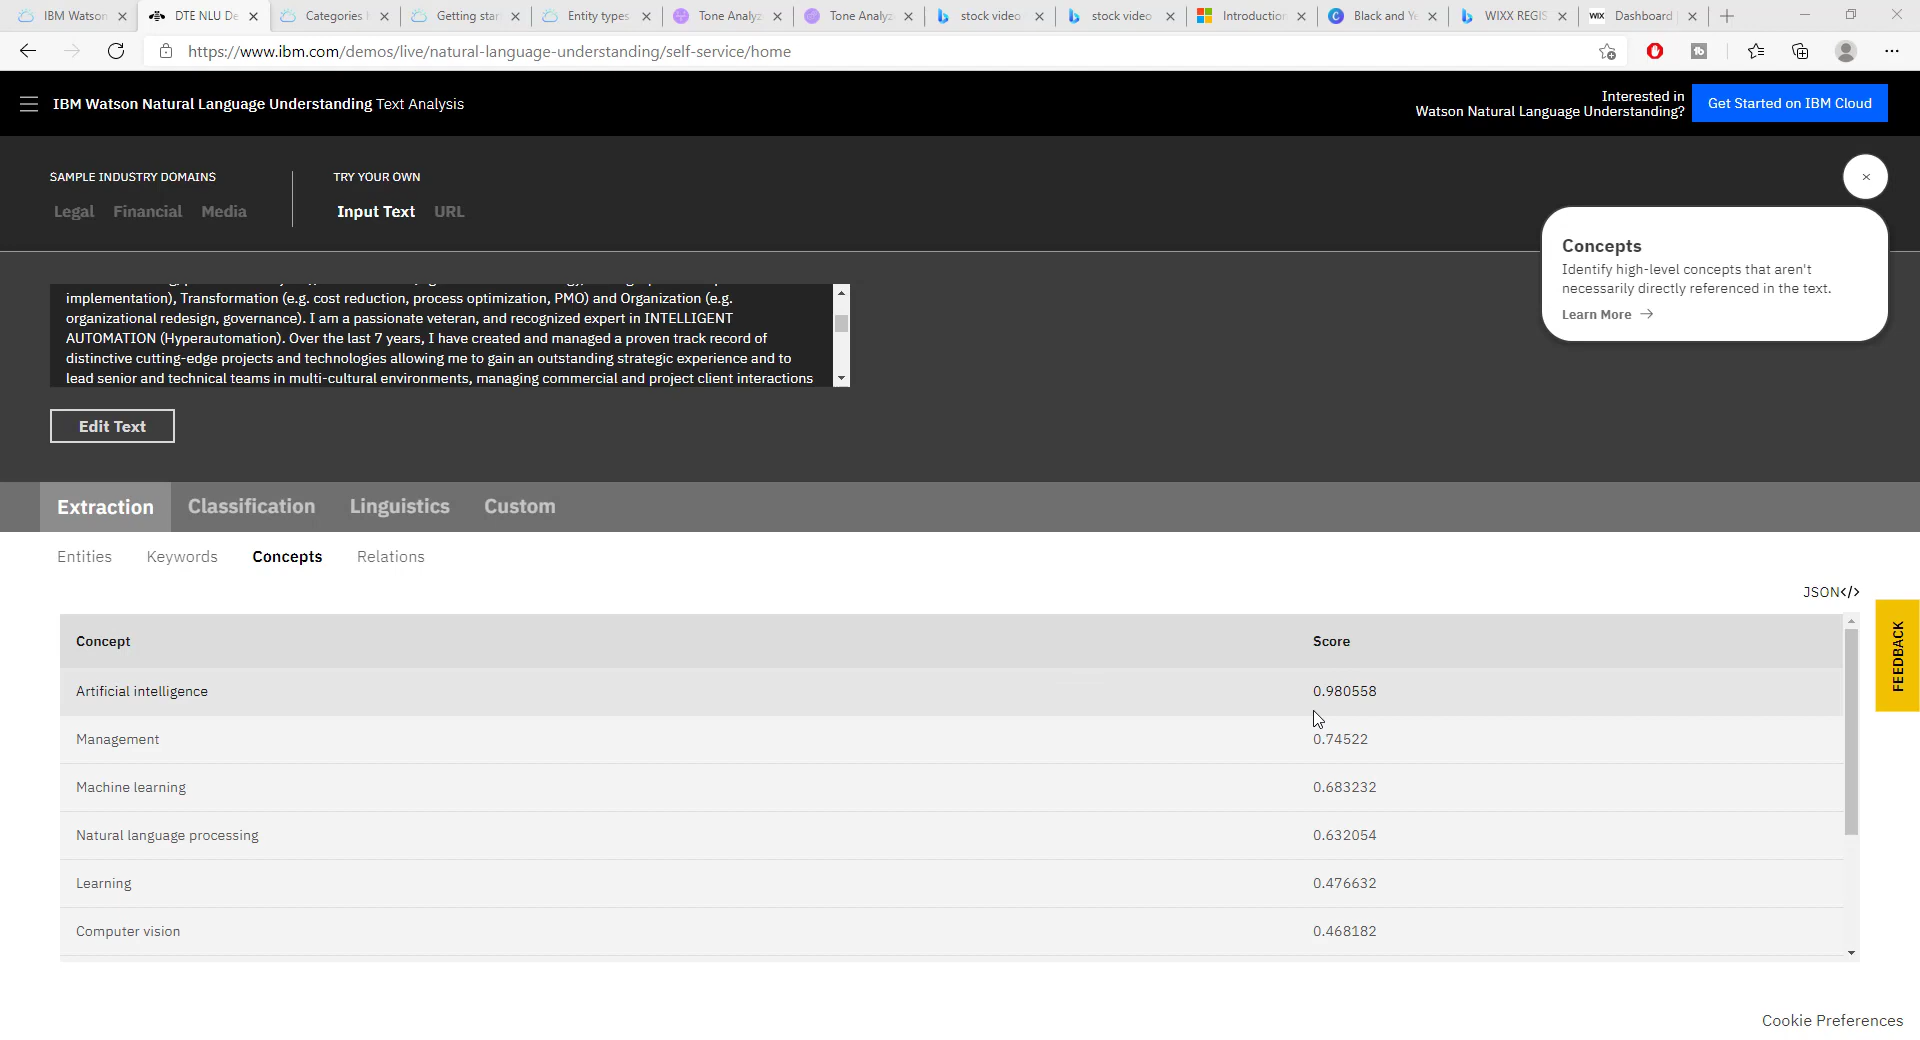 IBM Watson
DTE NLU De
Categories
Getting star
Entity types
Tone Analyz
Tone Analyz
stock video
stock video
Introduction
Black and Ye
WIXX REGIS
WIX
Dashboard
https://www.ibm.com/demos/live/natural-language-understanding/self-service/home
IBM Watson Natural Language Understanding Text Analysis
Interested in
Watson Natural Language Understanding?
Get Started on IBM Cloud
SAMPLE INDUSTRY DOMAINS
Legal Financial Media
TRY YOUR OWN
Input Text URL
Concepts
Identify high-level concepts that aren't
necessarily directly referenced in the text.
Learn More →
implementation), Transformation (e.g. cost reduction, process optimization, PMO) and Organization (e.g.
organizational redesign, governance). I am a passionate veteran, and recognized expert in INTELLIGENT
AUTOMATION (Hyperautomation). Over the last 7 years, I have created and managed a proven track record of
distinctive cutting-edge projects and technologies allowing me to gain an outstanding strategic experience and to
lead senior and technical teams in multi-cultural environments, managing commercial and project client interactions
Edit Text
Extraction Classification Linguistics Custom
Entities Keywords Concepts Relations
JSON</>
FEEDBACK
Concept Score
Artificial intelligence 0.980558
Management 0.74522
Machine learning 0.683232
Natural language processing 0.632054
Learning 0.476632
Computer vision 0.468182
Cookie Preferences